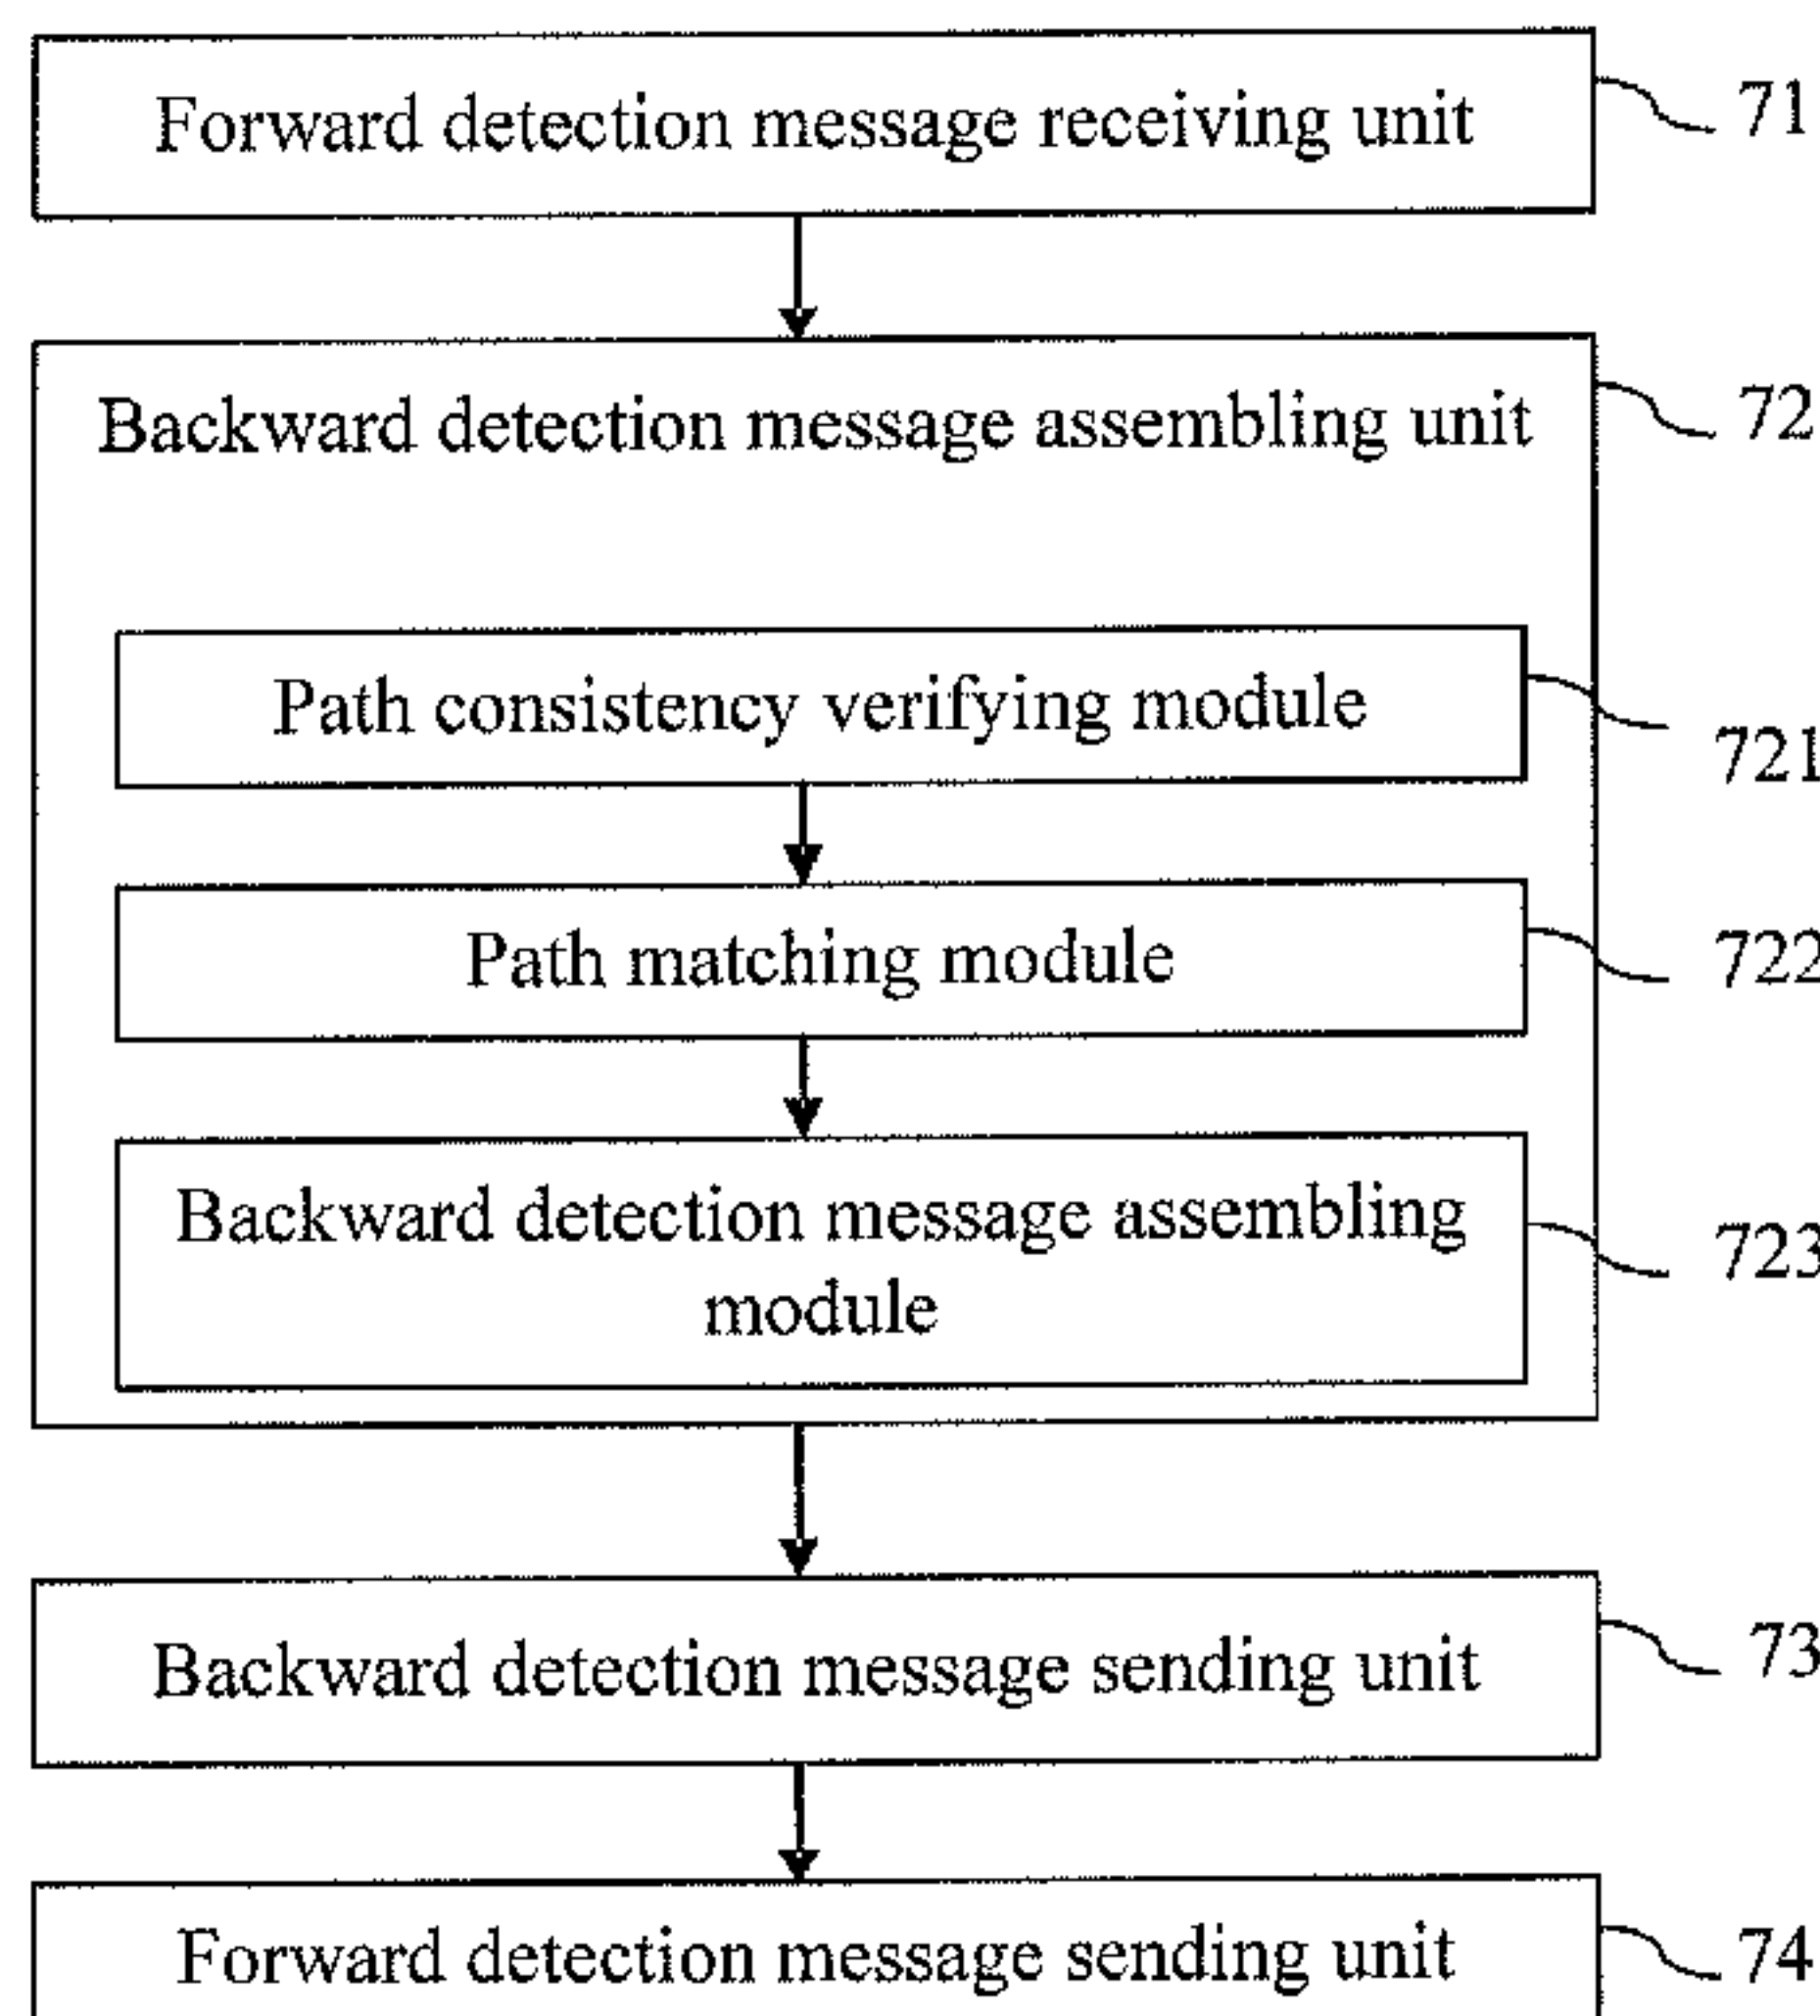 Forward detection message receiving unit
71
Backward detection message assembling unit
72
Path consistency verifying module
721
Path matching module
722
Backward detection message assembling
module
723
Backward detection message sending unit
73
Forward detection message sending unit
74